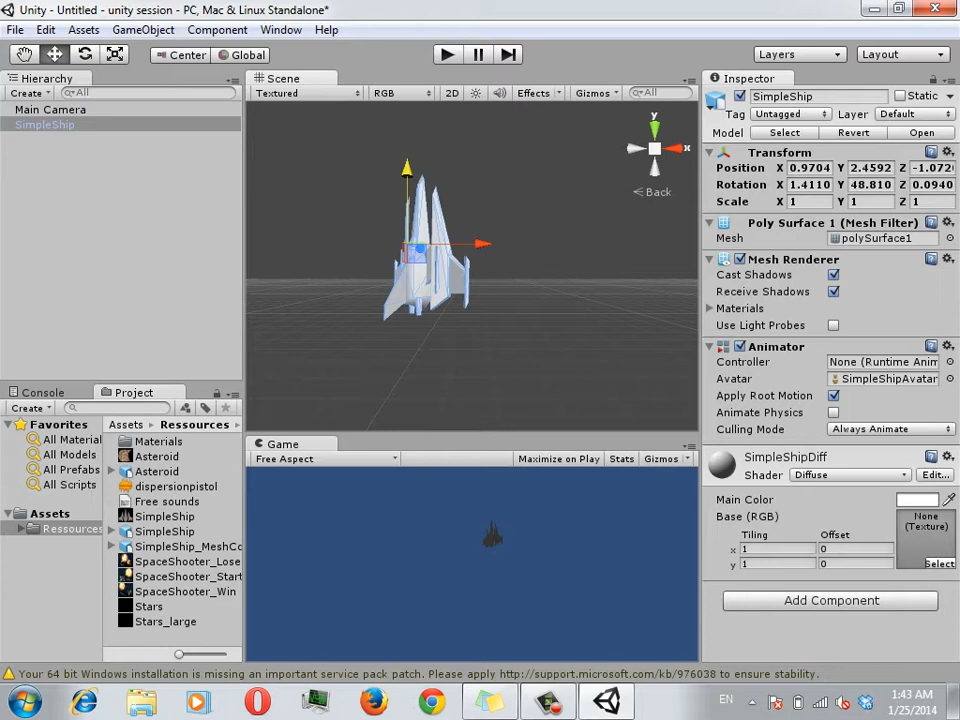 Unity - Untitled - unity session - PC, Mac & Linux Standalone*
File Edit Assets GameObject Component Window Help
Center Global Layers Layout
Hierarchy
Create All
Main Camera
SimpleShip
Scene
Textured RGB 2D Effects Gizmos All
y
x
Back
Console Project
Create
Favorites
All Material
All Models
All Prefabs
All Scripts
Assets
Ressources
Assets Ressources
Materials
Asteroid
Asteroid
dispersionpistol
Free sounds
SimpleShip
SimpleShip
SimpleShip_MeshCo
SpaceShooter_Lose
SpaceShooter_Start
SpaceShooter_Win
Stars
Stars_large
Game
Free Aspect Maximize on Play Stats Gizmos
Inspector
SimpleShip Static
Tag Untagged Layer Default
Model Select Revert Open
Transform
Position X 0.9704 Y 2.4592 Z -1.072
Rotation X 1.4110 Y 48.810 Z 0.0940
Scale X 1 Y 1 Z 1
Poly Surface 1 (Mesh Filter)
Mesh polySurface1
Mesh Renderer
Cast Shadows
Receive Shadows
Materials
Use Light Probes
Animator
Controller None (Runtime Anim
Avatar SimpleShipAvatar
Apply Root Motion
Animate Physics
Culling Mode Always Animate
SimpleShipDiff
Shader Diffuse Edit...
Main Color
Base (RGB) None
(Texture)
Tiling Offset
x 1 0
y 1 0
Select
Add Component
Your 64 bit Windows installation is missing an important service pack patch. Please apply http://support.microsoft.com/kb/976038 to ensure stability.
EN
1:43 AM
1/25/2014